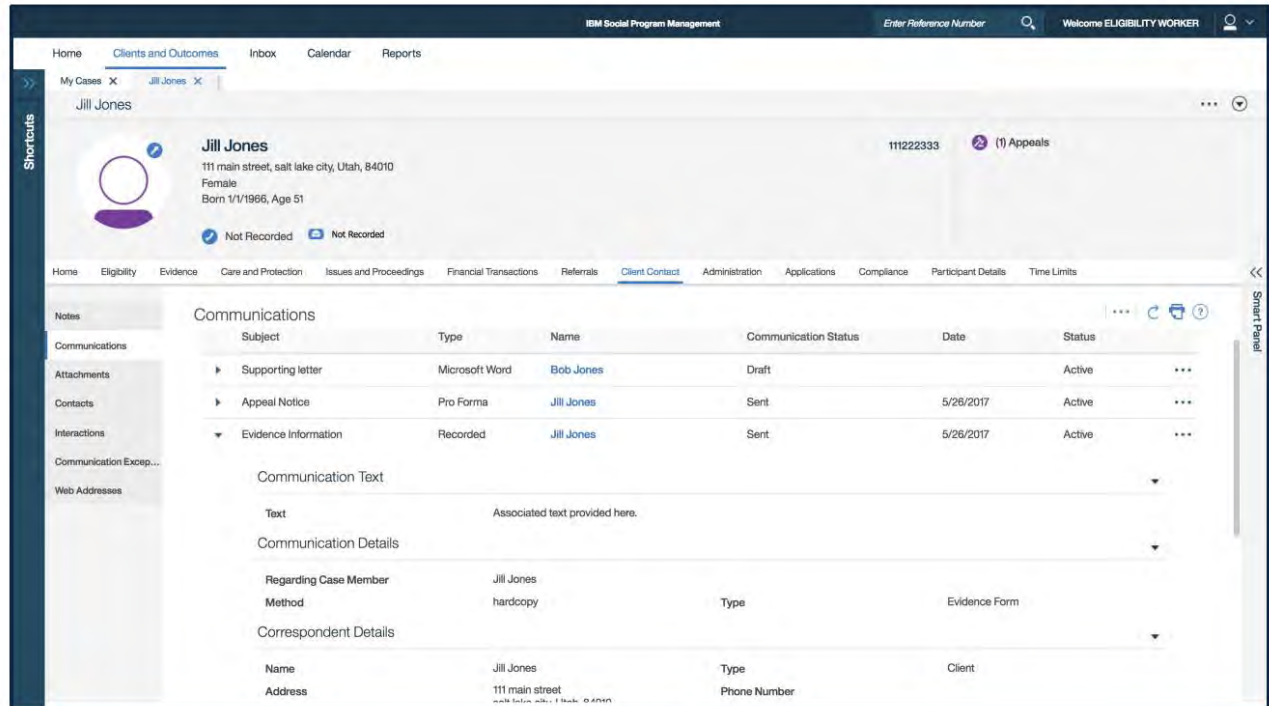 IBM Social Program Management Enter Reference Number Welcome ELIGIBILITY WORKER
Home Clients and Outcomes Inbox Calendar Reports
My Cases X Jill Jones X
Jill Jones
Shortcuts
Jill Jones 111222333 (1) Appeals
111 main street, salt lake city, Utah, 84010
Female
Born 1/1/1966, Age 51
Not Recorded Not Recorded
Home Eligibility Evidence Care and Protection Issues and Proceedings Financial Transactions Referrals Client Contact Administration Applications Compliance Participant Details Time Limits
Smart Panel
Notes
Communications
Attachments
Contacts
Interactions
Communication Excep...
Web Addresses
Communications
Subject Type Name Communication Status Date Status
Supporting letter Microsoft Word Bob Jones Draft Active
Appeal Notice Pro Forma Jill Jones Sent 5/26/2017 Active
Evidence Information Recorded Jill Jones Sent 5/26/2017 Active
Communication Text
Text Associated text provided here.
Communication Details
Regarding Case Member Jill Jones
Method hardcopy Type Evidence Form
Correspondent Details
Name Jill Jones Type Client
Address 111 main street Phone Number